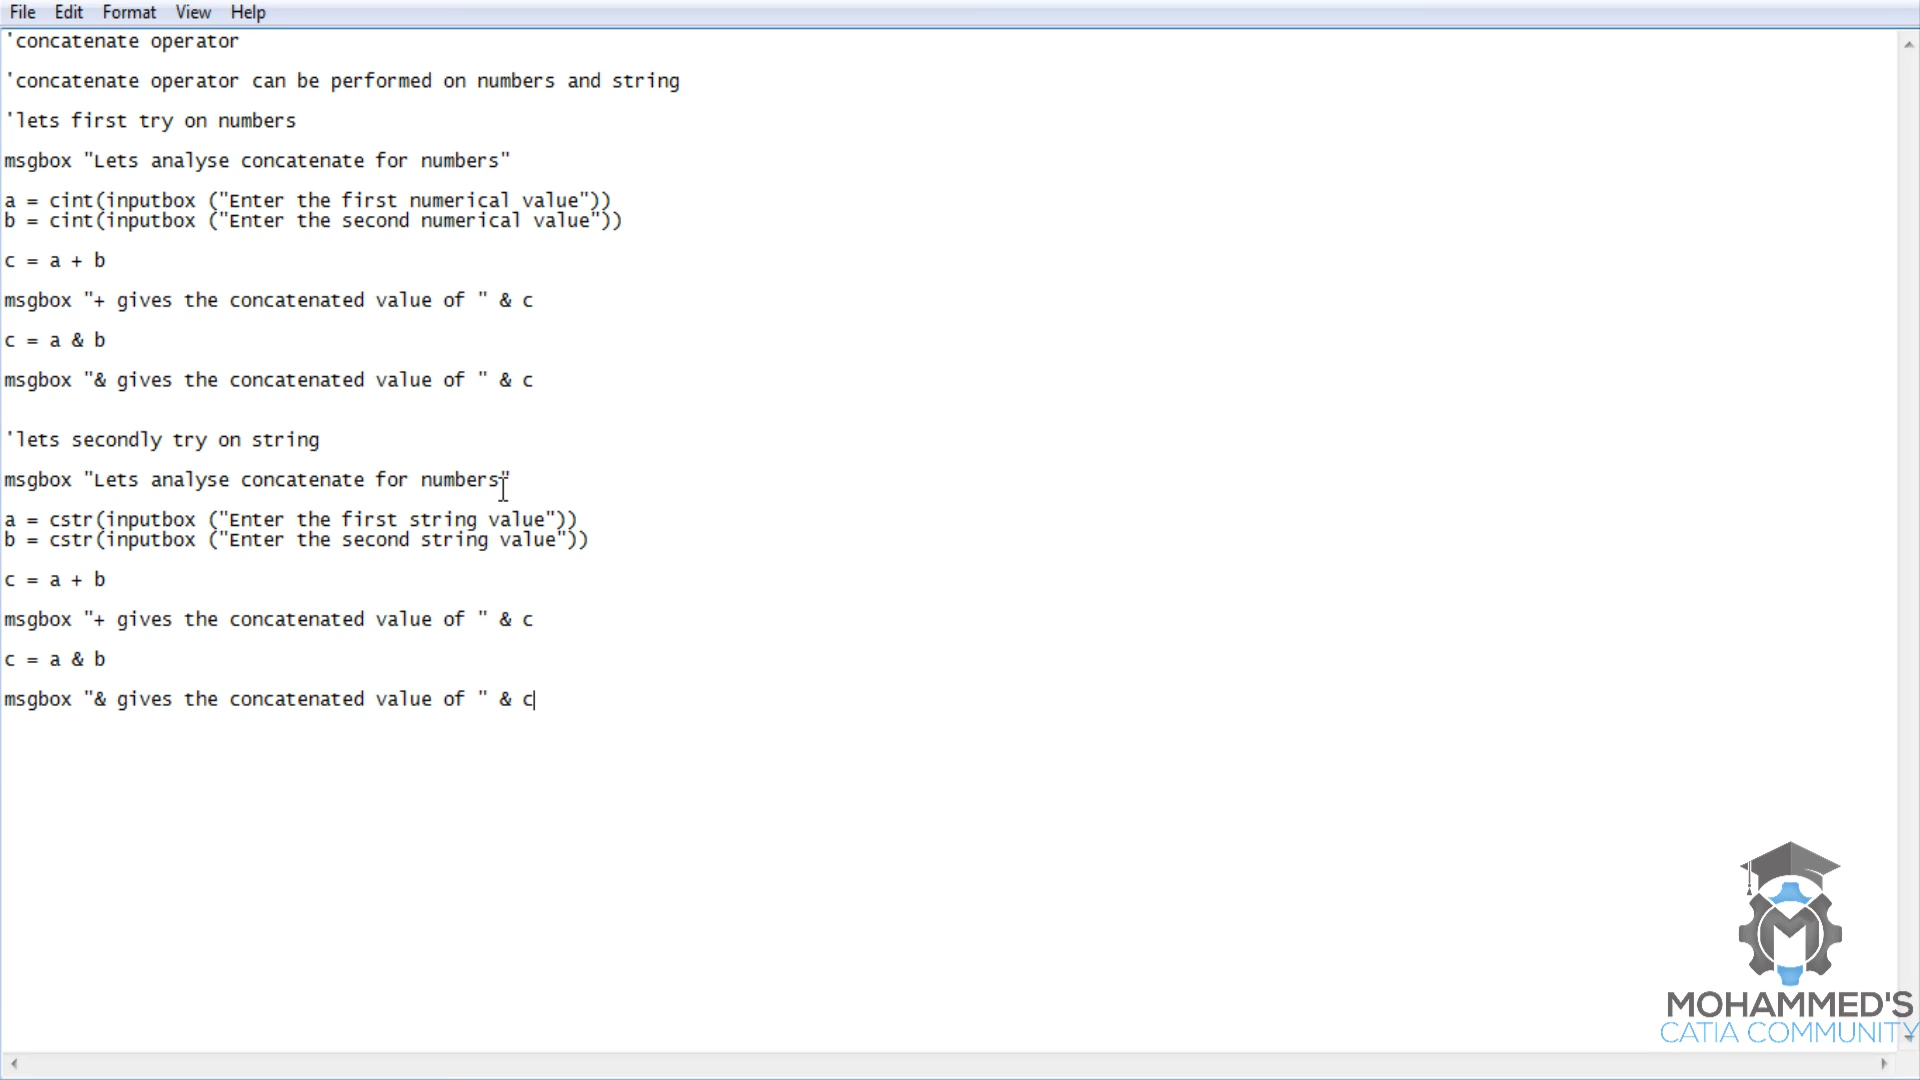 File Edit Format View Help
'concatenate operator
'concatenate operator can be performed on numbers and string
'lets first try on numbers
msgbox "Lets analyse concatenate for numbers"
a = cint(inputbox ("Enter the first numerical value"))
b = cint(inputbox ("Enter the second numerical value"))
c = a + b
msgbox "+ gives the concatenated value of " & c
c = a & b
msgbox "& gives the concatenated value of " & c
'lets secondly try on string
msgbox "Lets analyse concatenate for numbers"
a = cstr(inputbox ("Enter the first string value"))
b = cstr(inputbox ("Enter the second string value"))
c = a + b
msgbox "+ gives the concatenated value of " & c
c = a & b
msgbox "& gives the concatenated value of " & c
M
MOHAMMED'S
CATIA COMMUNITY